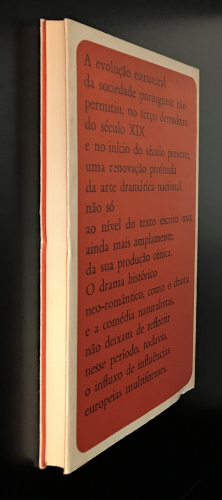 A evolução estrutural
da sociedade portuguesa não
permitiu, no terço derradeiro
do século XIX
e no início do século presente,
uma renovação profunda
da arte dramática nacional,
não só
ao nível do texto escrito mas,
ainda mais amplamente,
da sua produção cénica.
O drama histórico
neo-romântico, como o drama
e a comédia naturalistas,
não deixam de reflectir
nesse período, todavia,
o influxo de influências
europeias multiformes.